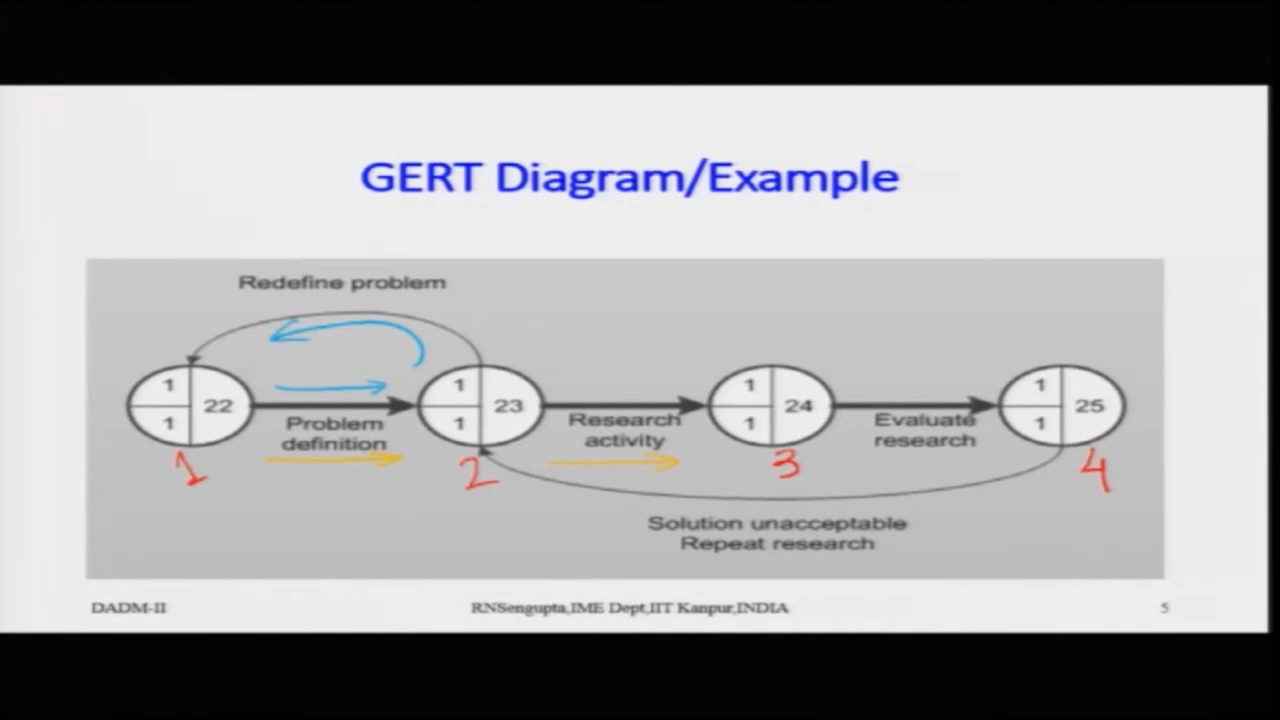 GERT Diagram/Example
Redefine problem
1
1
22
1
1
23
1
1
24
1
1
25
Problem
definition
Research
activity
Evaluate
research
1
2
3
4
Solution unacceptable
Repeat research
DADM-II
RNSengupta,IME Dept,IIT Kanpur,INDIA
5